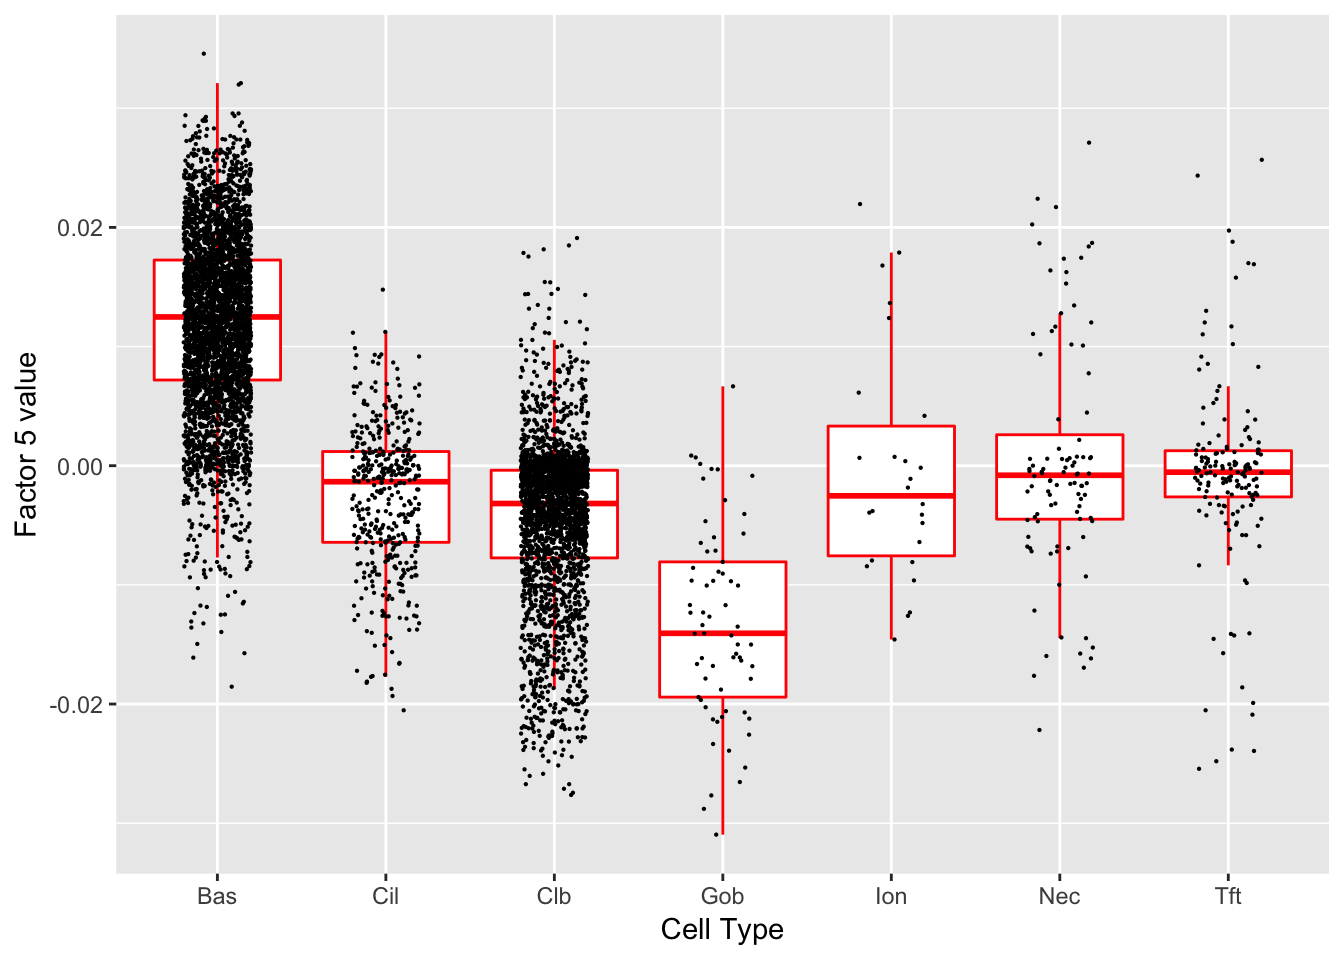 Factor 5 value
0.02
0.00
-0.02
Bas Cil Clb Gob Ion Nec Tft
Cell Type